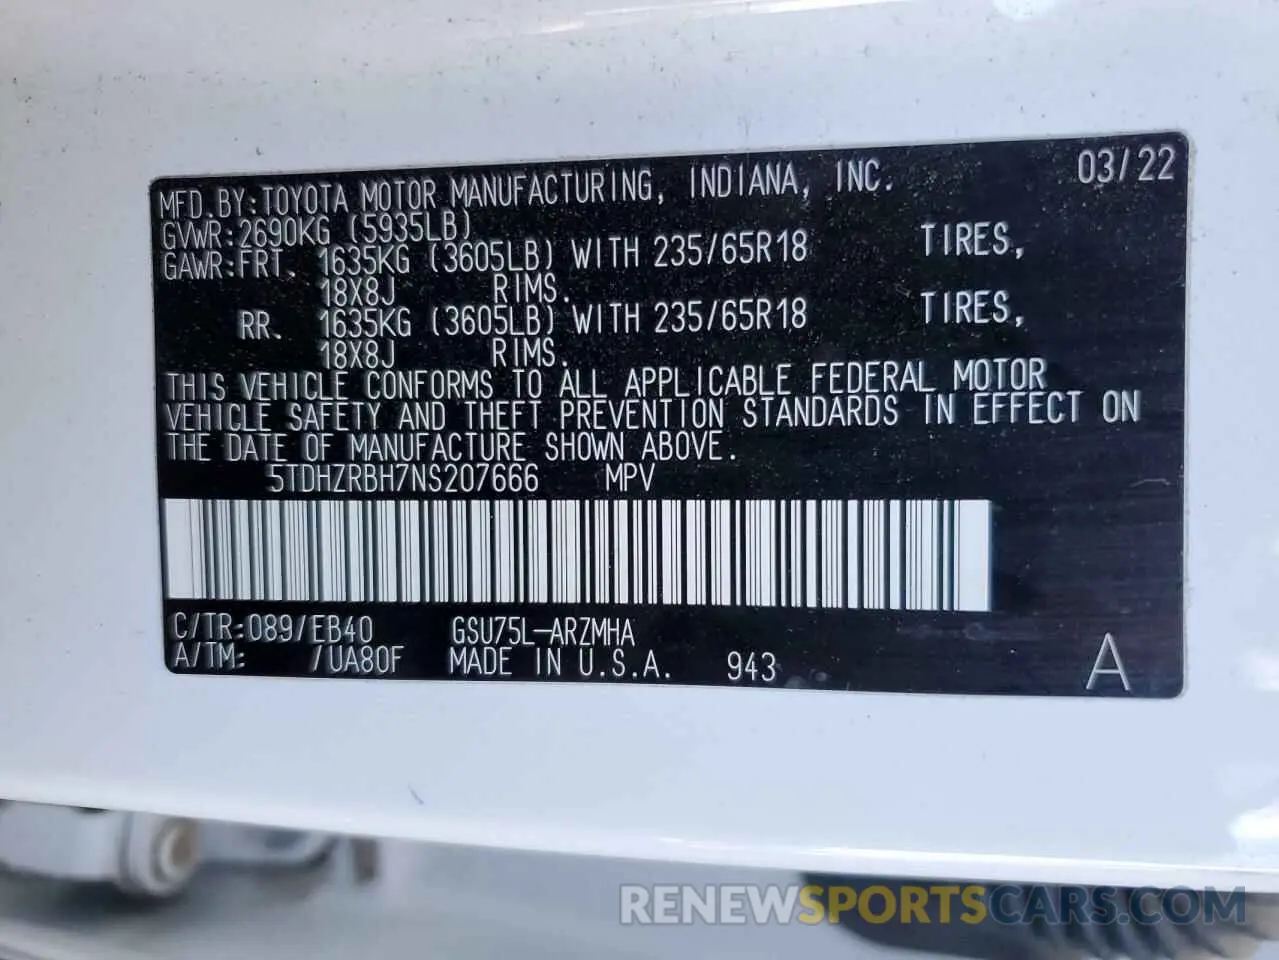 MFD.BY:TOYOTA MOTOR MANUFACTURING, INDIANA, INC. 03/22
GVWR:2690KG (5935LB)
GAWR:FRT. 1635KG (3605LB) WITH 235/65R18 TIRES,
18X8J RIMS.
RR. 1635KG (3605LB) WITH 235/65R18 TIRES,
18X8J RIMS.
THIS VEHICLE CONFORMS TO ALL APPLICABLE FEDERAL MOTOR
VEHICLE SAFETY AND THEFT PREVENTION STANDARDS IN EFFECT ON
THE DATE OF MANUFACTURE SHOWN ABOVE.
5TDHZRBH7NS207666 MPV
C/TR:089/EB40 GSU75L-ARZMHA
A/TM: /UA80F MADE IN U.S.A. 943 A
RENEWSPORTSCARS.COM